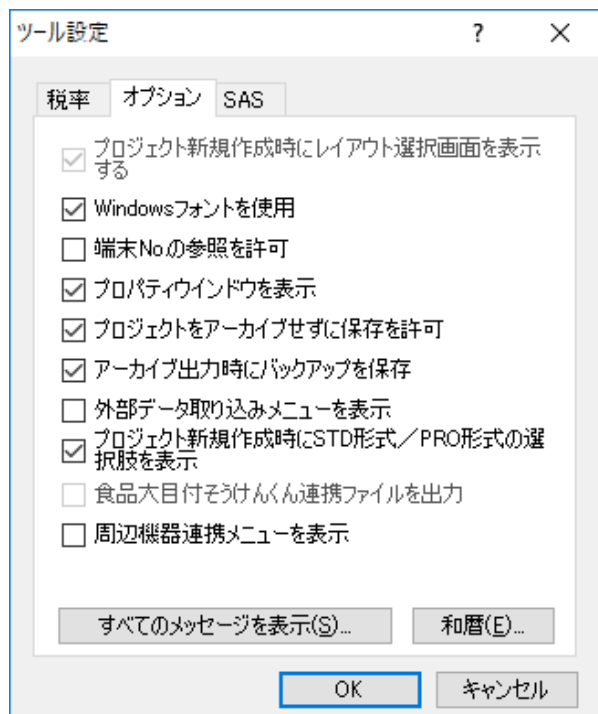 ツール設定
?
税率 オプション SAS
プロジェクト新規作成時にレイアウト選択画面を表示
する
Windowsフォントを使用
端末No.の参照を許可
プロパティウインドウを表示
プロジェクトをアーカイブせずに保存を許可
アーカイブ出力時にバックアップを保存
外部データ取り込みメニューを表示
プロジェクト新規作成時にSTD形式／PRO形式の選
択肢を表示
食品大目付そうけんくん連携ファイルを出力
周辺機器連携メニューを表示
すべてのメッセージを表示(S)... 和暦(E)...
OK キャンセル